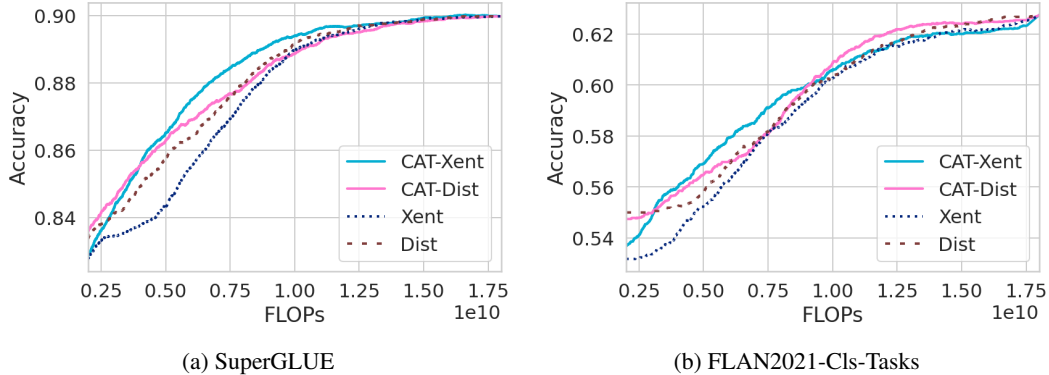 0.90
0.88
0.86
0.84
Accuracy
CAT-Xent
CAT-Dist
Xent
Dist
0.25 0.50 0.75 1.00 1.25 1.50 1.75
FLOPs
1e10
(a) SuperGLUE
0.62
0.60
0.58
0.56
0.54
Accuracy
CAT-Xent
CAT-Dist
Xent
Dist
0.25 0.50 0.75 1.00 1.25 1.50 1.75
FLOPs
1e10
(b) FLAN2021-Cls-Tasks